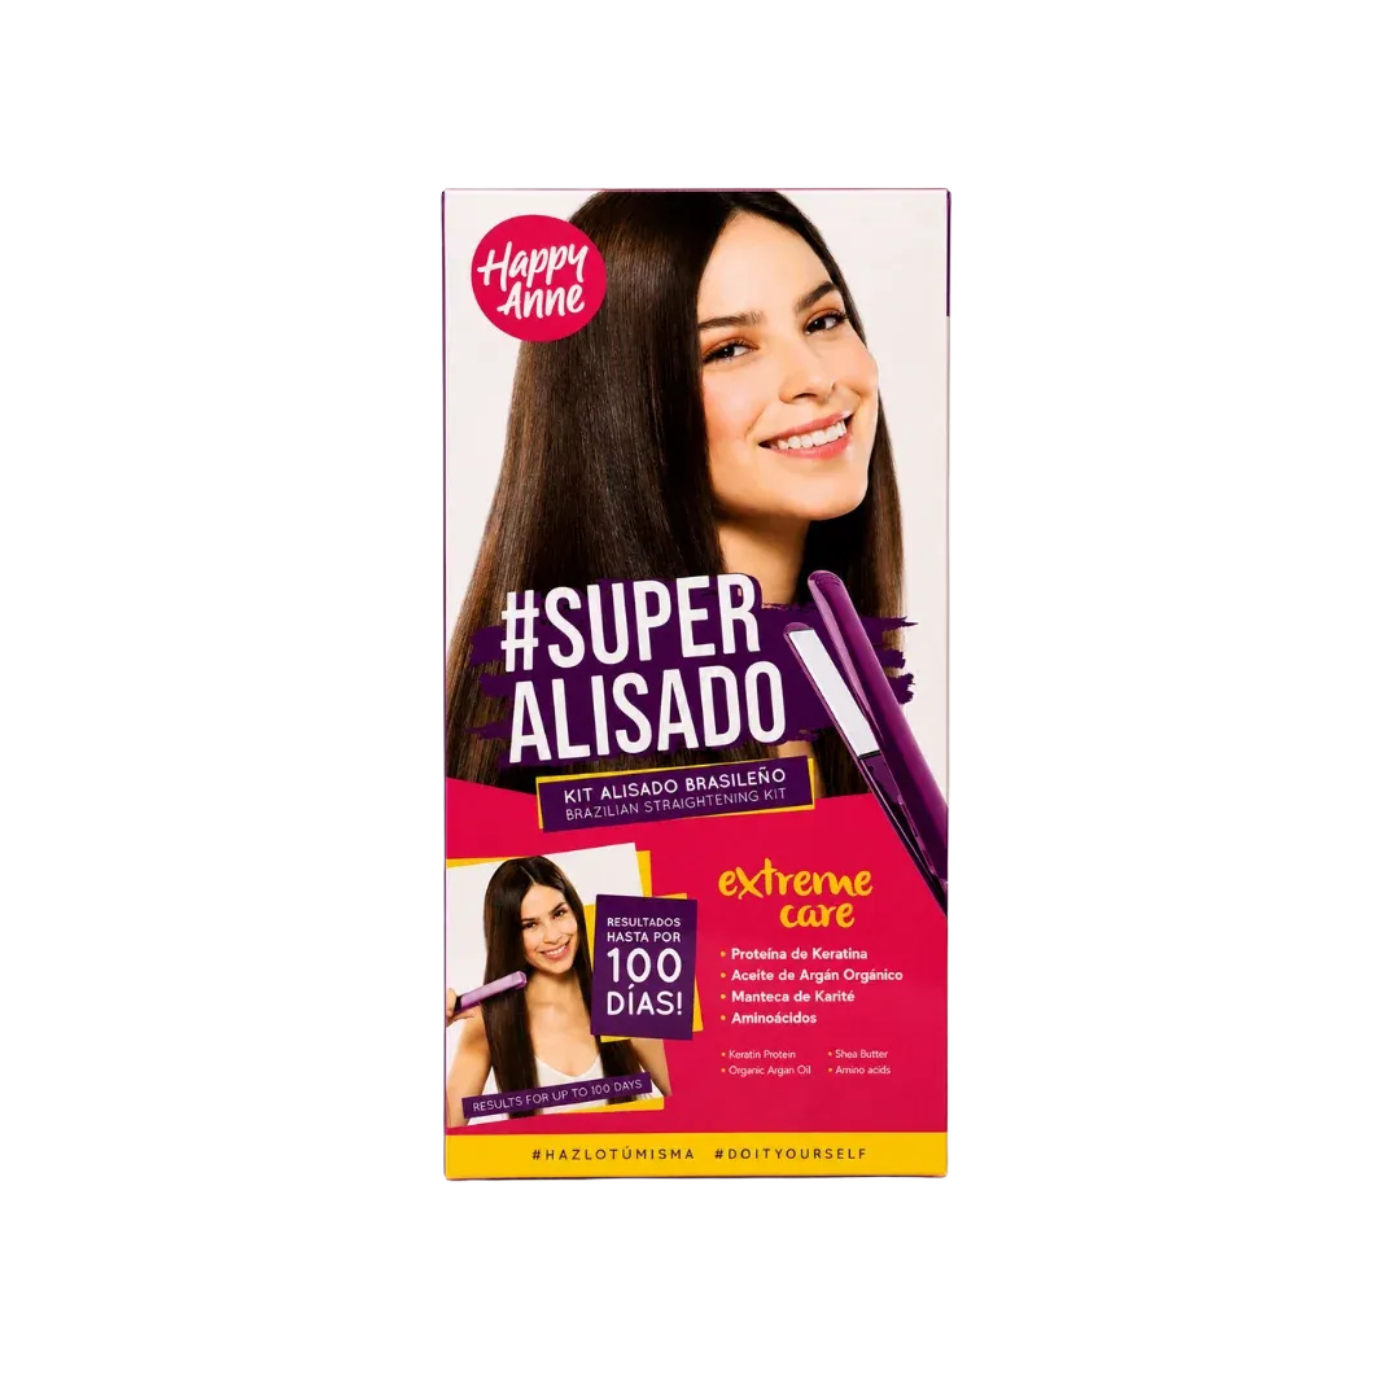 Happy
Anne
#SUPER
ALISADO
KIT ALISADO BRASILEÑO
BRAZILIAN STRAIGHTENING KIT
extreme
care
RESULTADOS
HASTA POR
100
DÍAS!
• Proteína de Keratina
• Aceite de Argán Orgánico
• Manteca de Karité
• Aminoácidos
• Keratin Protein
• Shea Butter
• Organic Argan Oil
• Amino acids
RESULTS FOR UP TO 100 DAYS
#HAZLOTÚMISMA #DOITYOURSELF